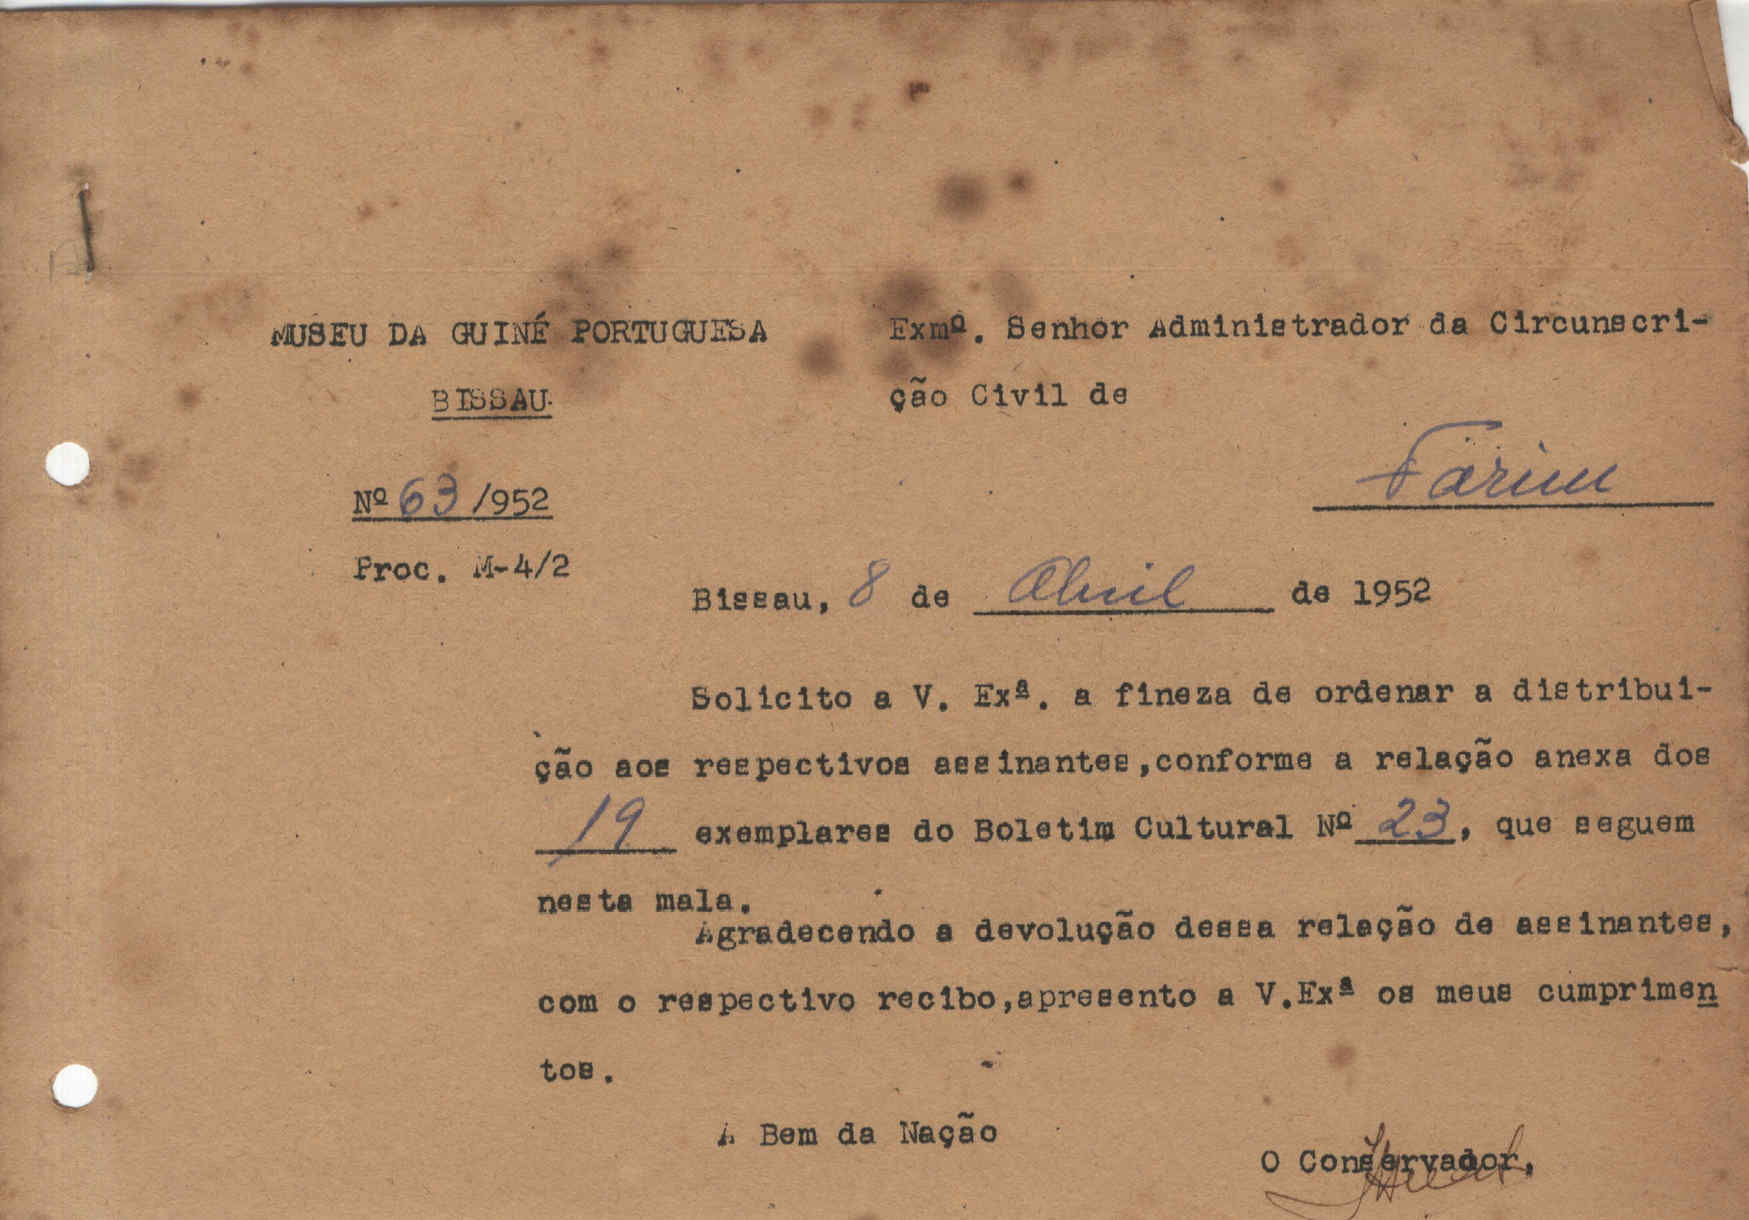 MUSEU DA GUINÉ PORTUGUESA
BISSAU
Nº 63 /952
Proc. M-4/2
Exmº. Senhor Administrador da Circunscri-
ção Civil de
Farim
Bissau, 8 de Abril de 1952
Solicito a V. Exª. a fineza de ordenar a distribui-
ção aos respectivos assinantes,conforme a relação anexa dos
19 exemplares do Boletim Cultural Nº 23, que seguem
nesta mala.
Agradecendo a devolução dessa relação de assinantes,
com o respectivo recibo,apresento a V.Exª os meus cumprimen
tos.
A Bem da Nação
O Conservador,